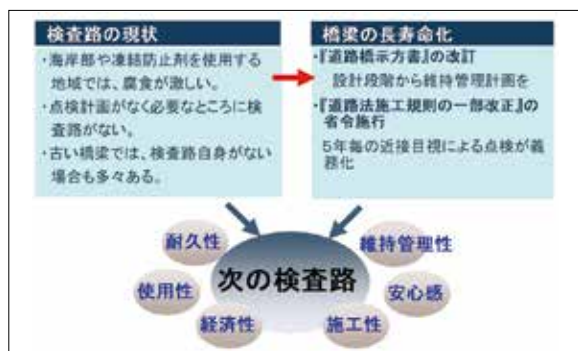 検査路の現状
・海岸部や凍結防止剤を使用する
地域では、腐食が激しい。
・点検計画がなく必要なところに検
査路がない。
・古い橋梁では、検査路自身がない
場合も多々ある。
橋梁の長寿命化
・『道路橋示方書』の改訂
設計段階から維持管理計画を
・『道路法施工規則の一部改正』の
省令施行
5年毎の近接目視による点検が義
務化
耐久性
維持管理性
使用性
次の検査路
安心感
経済性
施工性